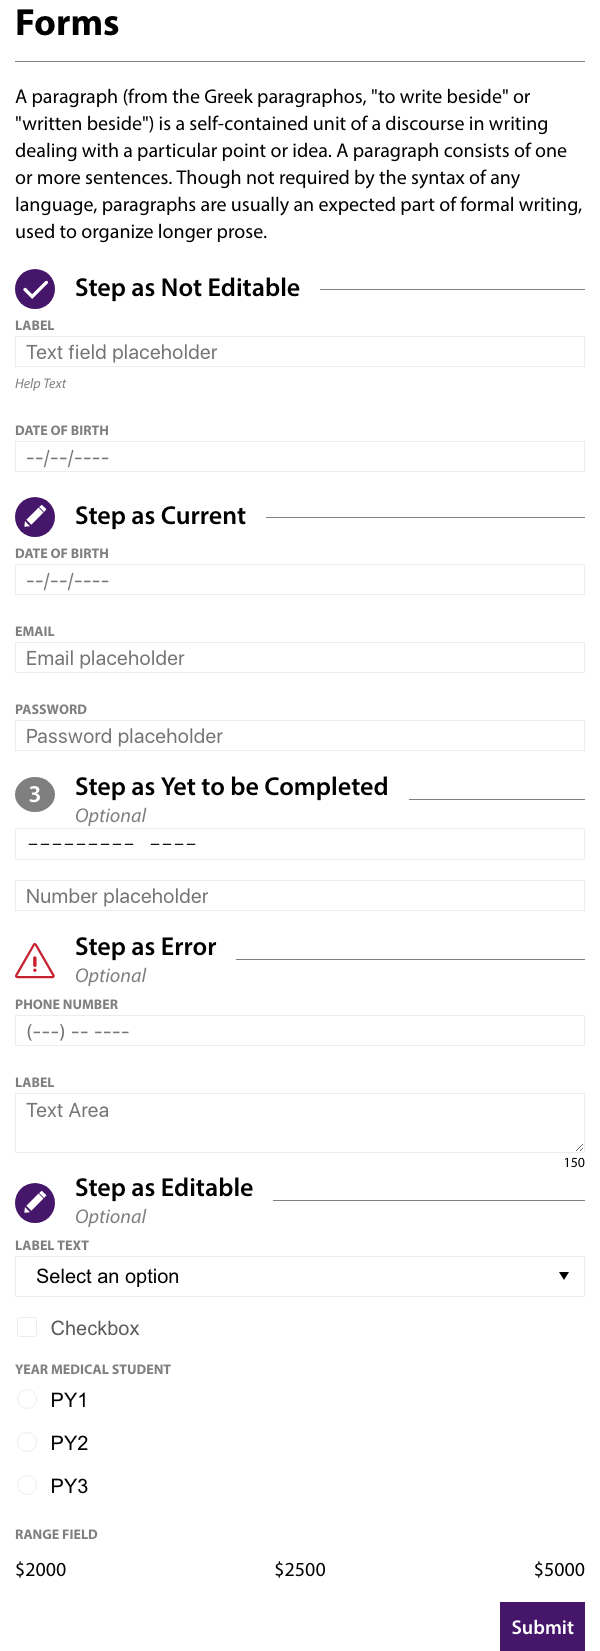 Forms
A paragraph (from the Greek paragraphos, "to write beside" or
"written beside") is a self-contained unit of a discourse in writing
dealing with a particular point or idea. A paragraph consists of one
or more sentences. Though not required by the syntax of any
language, paragraphs are usually an expected part of formal writing,
used to organize longer prose.
Step as Not Editable
LABEL
Text field placeholder
Help Text
DATE OF BIRTH
--/--/----
Step as Current
DATE OF BIRTH
--/--/----
EMAIL
Email placeholder
PASSWORD
Password placeholder
3 Step as Yet to be Completed
Optional
--------- ----
Number placeholder
Step as Error
Optional
PHONE NUMBER
(---) -- ----
LABEL
Text Area
150
Step as Editable
Optional
LABEL TEXT
Select an option
Checkbox
YEAR MEDICAL STUDENT
PY1
PY2
PY3
RANGE FIELD
$2000 $2500 $5000
Submit